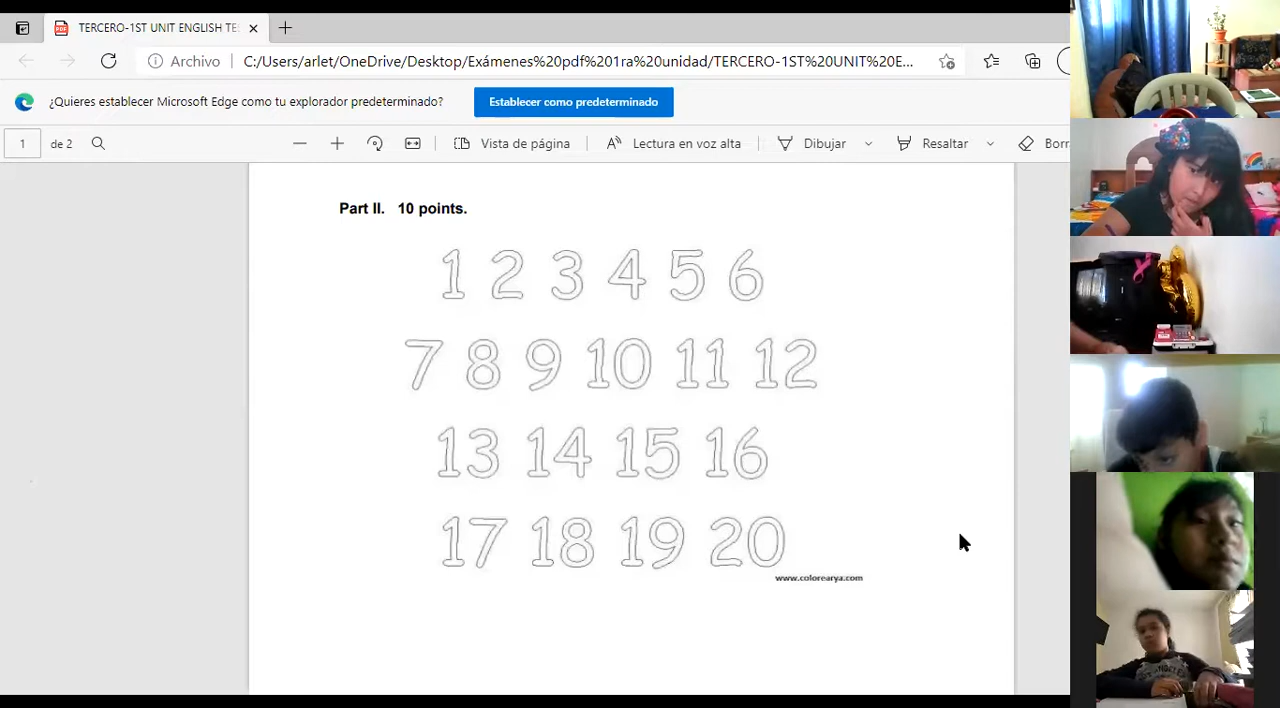 TERCERO-1ST UNIT ENGLISH TE
Archivo C:/Users/arlet/OneDrive/Desktop/Exámenes%20pdf%201ra%20unidad/TERCERO-1ST%20UNIT%20E...
¿Quieres establecer Microsoft Edge como tu explorador predeterminado? Establecer como predeterminado
1 de 2 Vista de página Lectura en voz alta Dibujar Resaltar Borr
Part II. 10 points.
1 2 3 4 5 6
7 8 9 10 11 12
13 14 15 16
17 18 19 20
www.colorearya.com